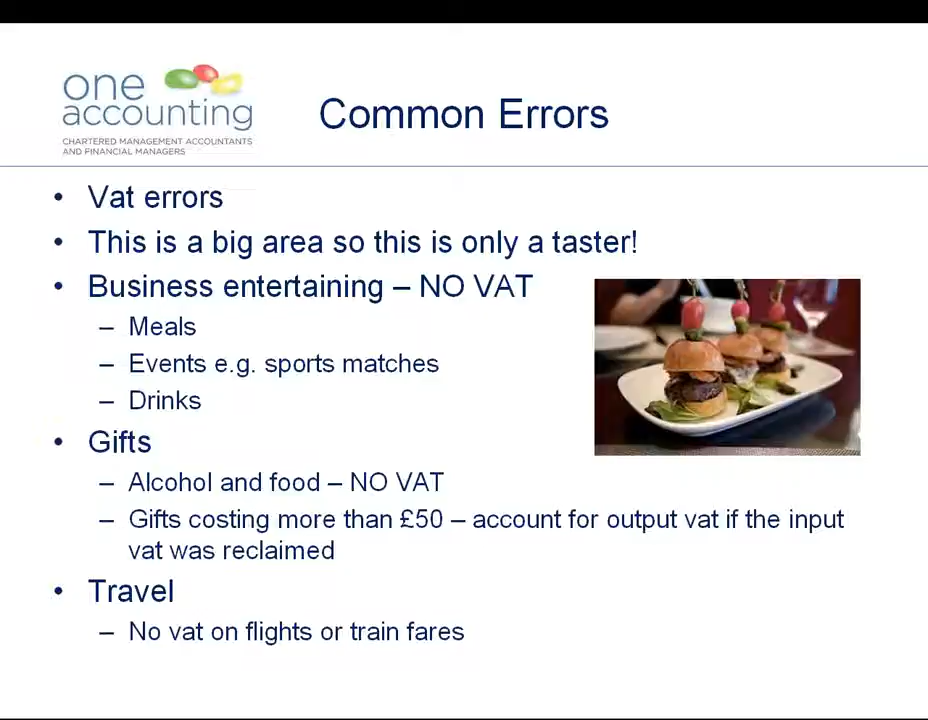 one
accounting
CHARTERED MANAGEMENT ACCOUNTANTS
AND FINANCIAL MANAGERS
Common Errors
• Vat errors
• This is a big area so this is only a taster!
• Business entertaining – NO VAT
– Meals
– Events e.g. sports matches
– Drinks
• Gifts
– Alcohol and food – NO VAT
– Gifts costing more than £50 – account for output vat if the input
vat was reclaimed
• Travel
– No vat on flights or train fares